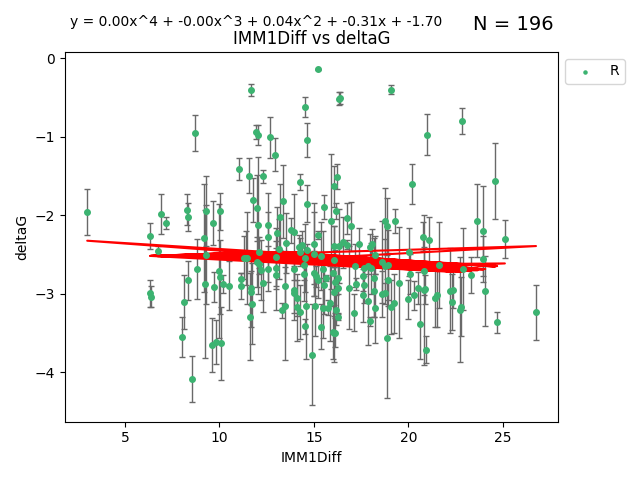 y = 0.00x^4 + -0.00x^3 + 0.04x^2 + -0.31x + -1.70
N = 196
IMM1Diff vs deltaG
R
0
−1
−2
−3
−4
deltaG
5 10 15 20 25
IMM1Diff